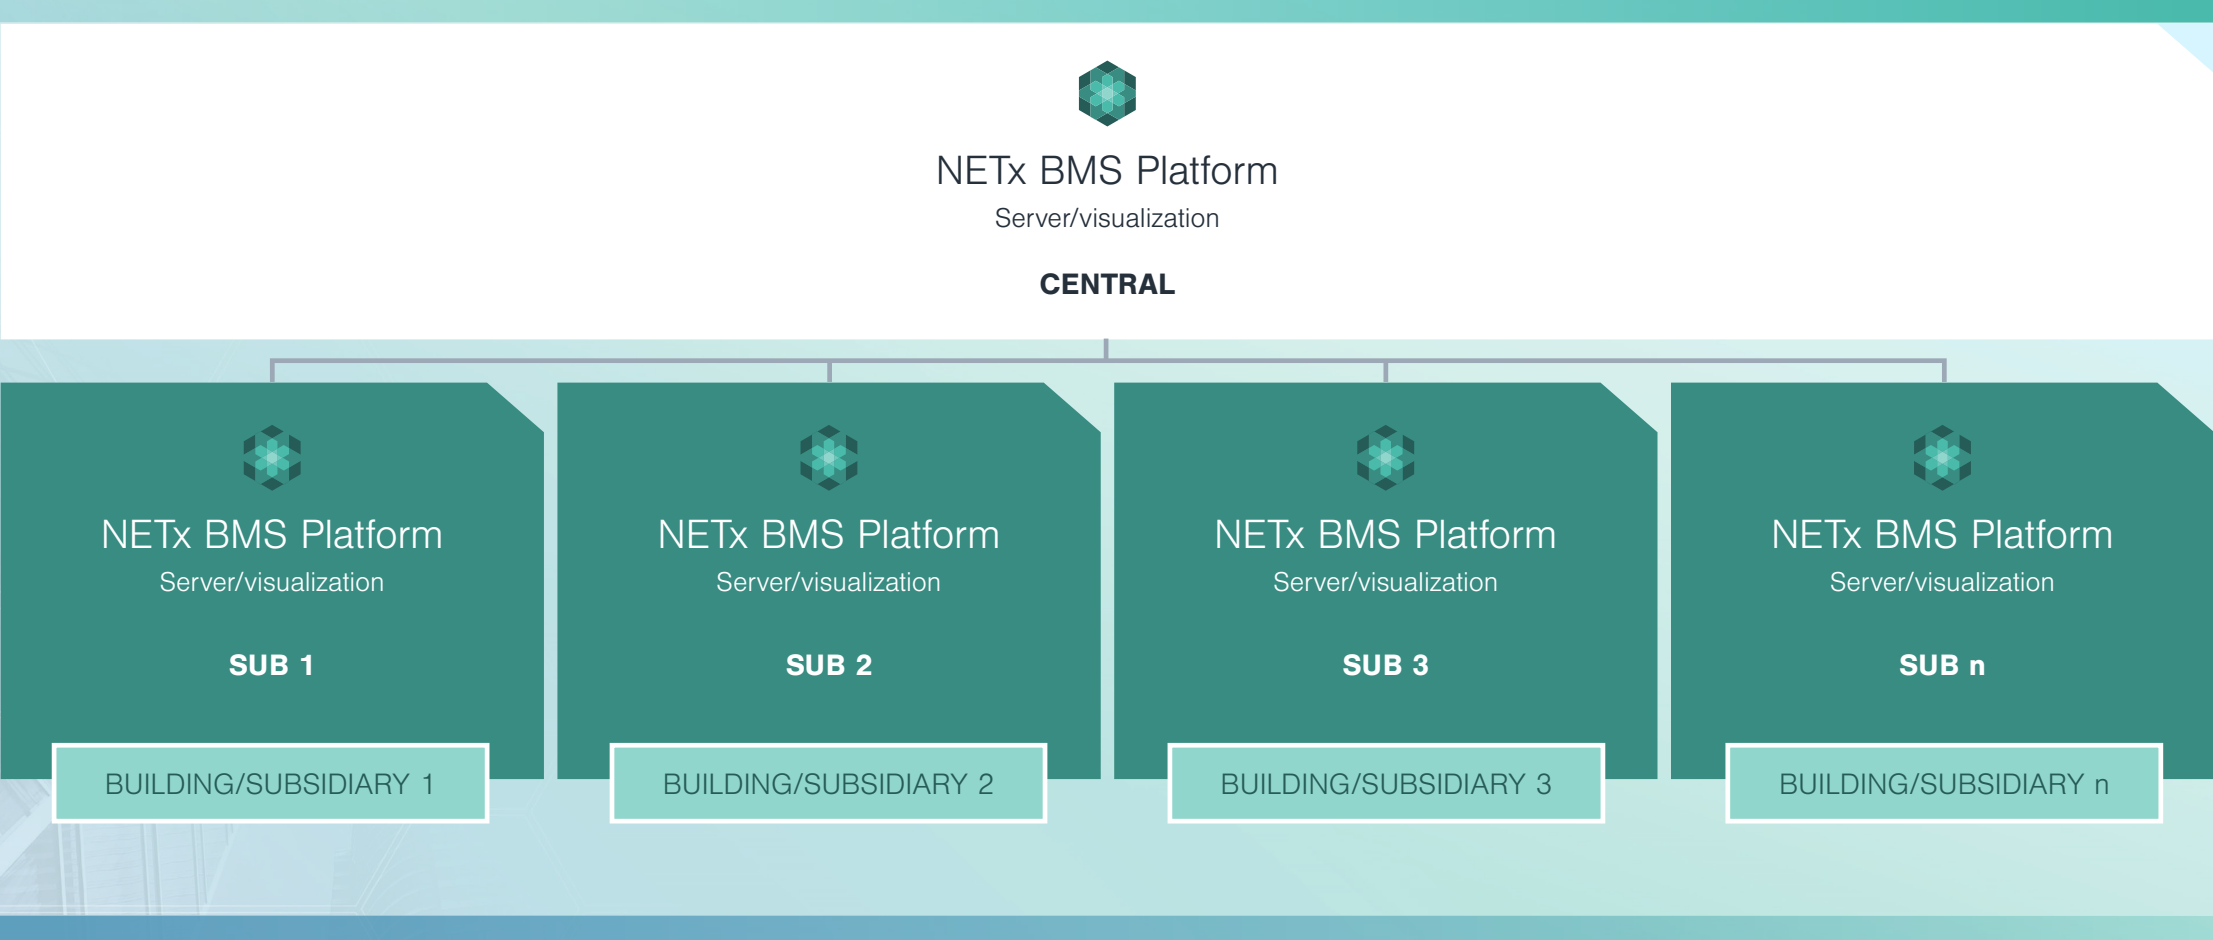 NETx BMS Platform
Server/visualization
CENTRAL
NETx BMS Platform
Server/visualization
SUB 1
BUILDING/SUBSIDIARY 1
NETx BMS Platform
Server/visualization
SUB 2
BUILDING/SUBSIDIARY 2
NETx BMS Platform
Server/visualization
SUB 3
BUILDING/SUBSIDIARY 3
NETx BMS Platform
Server/visualization
SUB n
BUILDING/SUBSIDIARY n